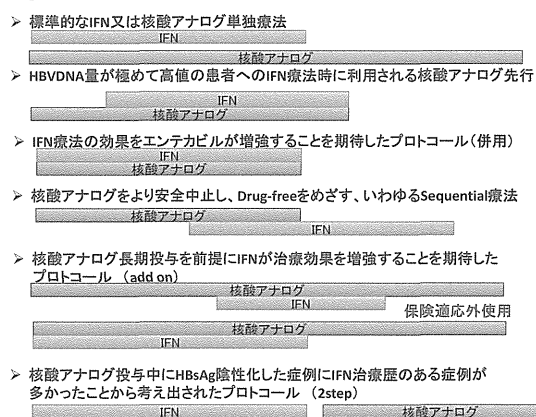 ➢ 標準的なIFN又は核酸アナログ単独療法
IFN
核酸アナログ
➢ HBVDNA量が極めて高値の患者へのIFN療法時に利用される核酸アナログ先行
IFN
核酸アナログ
➢ IFN療法の効果をエンテカビルが増強することを期待したプロトコール（併用）
IFN
核酸アナログ
➢ 核酸アナログをより安全中止し、Drug-freeをめざす、いわゆるSequential療法
核酸アナログ
IFN
➢ 核酸アナログ長期投与を前提にIFNが治療効果を増強することを期待した
プロトコール （add on）
核酸アナログ
IFN
保険適応外使用
核酸アナログ
IFN
➢ 核酸アナログ投与中にHBsAg陰性化した症例にIFN治療歴のある症例が
多かったことから考え出されたプロトコール （2step）
IFN
核酸アナログ